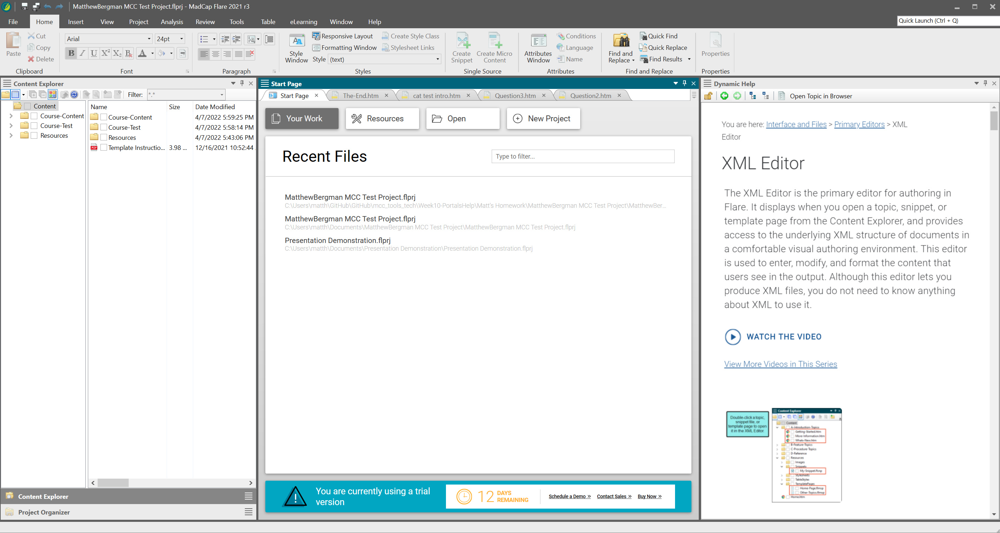 MatthewBergman MCC Test Project.flprj - MadCap Flare 2021 r3
File Home Insert View Project Analysis Review Tools Table eLearning Window Help
Quick Launch (Ctrl + Q)
Paste
Cut
Copy
Delete
Clipboard
Arial 24pt
Font
Paragraph
Style Window
Responsive Layout
Formatting Window
Style (text)
Create Style Class
Stylesheet Links
Styles
Create Snippet
Create Micro Content
Single Source
Attributes Window
Conditions
Language
Name
Attributes
Find and Replace
Quick Find
Quick Replace
Find Results
Find and Replace
Properties
Properties
Content Explorer
Filter: *.*
Content
Course-Content
Course-Test
Resources
Name Size Date Modified
Course-Content 4/7/2022 5:59:25 PM
Course-Test 4/7/2022 5:58:14 PM
Resources 4/7/2022 5:43:06 PM
Template Instructio... 3.98 ... 12/16/2021 10:52:44
Content Explorer
Project Organizer
Start Page
Start Page The-End.htm cat test intro.htm Question3.htm Question2.htm
Your Work Resources Open New Project
Recent Files
Type to filter...
MatthewBergman MCC Test Project.flprj
C:\Users\matth\GitHub\GitHub\mcc_tools_tech\Week10-PortalsHelp\Matt's Homework\MatthewBergman MCC Test Project\MatthewBer...
MatthewBergman MCC Test Project.flprj
C:\Users\matth\Documents\MatthewBergman MCC Test Project\MatthewBergman MCC Test Project.flprj
Presentation Demonstration.flprj
C:\Users\matth\Documents\Presentation Demonstration\Presentation Demonstration.flprj
You are currently using a trial
version
12 DAYS REMAINING
Schedule a Demo » Contact Sales » Buy Now »
Dynamic Help
Open Topic in Browser
You are here: Interface and Files > Primary Editors > XML
Editor
XML Editor
The XML Editor is the primary editor for authoring in
Flare. It displays when you open a topic, snippet, or
template page from the Content Explorer, and provides
access to the underlying XML structure of documents in
a comfortable visual authoring environment. This editor
is used to enter, modify, and format the content that
users see in the output. Although this editor lets you
produce XML files, you do not need to know anything
about XML to use it.
WATCH THE VIDEO
View More Videos in This Series
Double-click a topic,
snippet file, or
template page to open
it in the XML Editor.
Content Explorer
Content
A-Introduction-Topics
Getting-Started.htm
More-Information.htm
Whats-New.htm
B-Feature-Topics
C-Procedure-Topics
D-Reference
Resources
Images
Snippets
My-Snippet.flsnp
Stylesheets
TableStyles
TemplatePages
Home-Page.flmsp
Other-Topics.flmsp
Home.htm